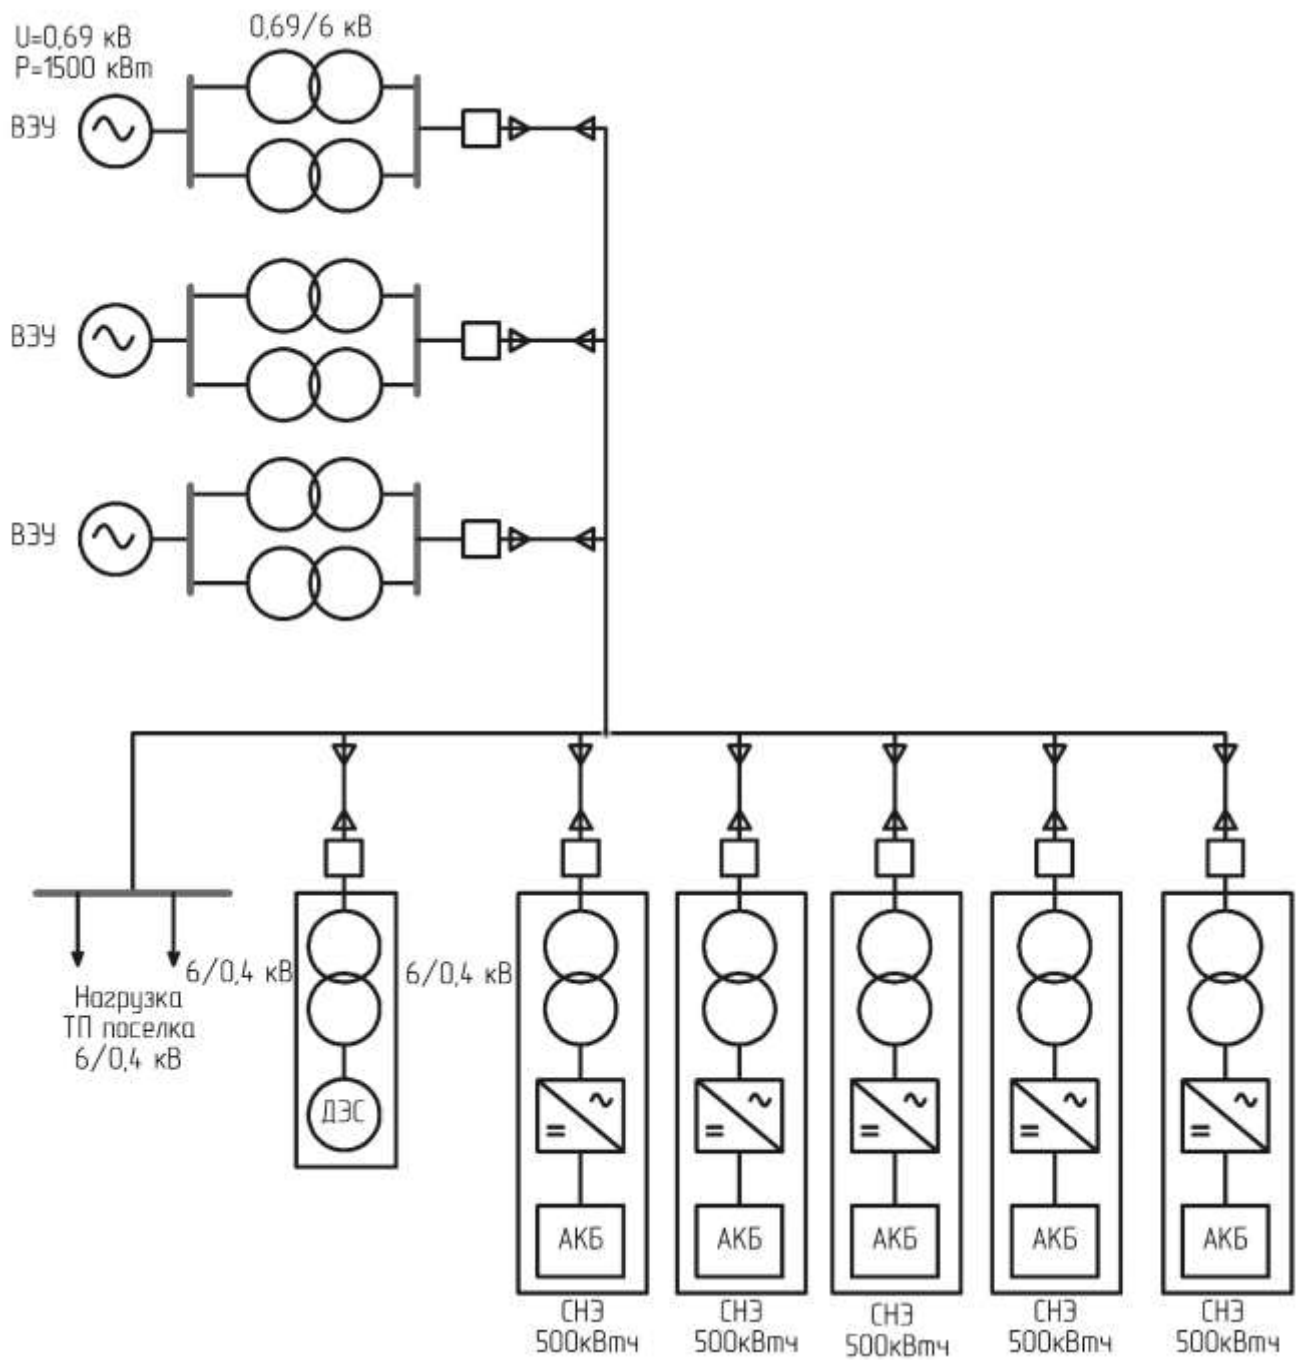 U=0,69 кВ
P=1500 кВт
0,69/6 кВ
ВЭУ
ВЭУ
ВЭУ
6/0,4 кВ
6/0,4 кВ
Нагрузка
ТП поселка
6/0,4 кВ
ДЭС
АКБ
АКБ
АКБ
АКБ
АКБ
СНЭ
500кВтч
СНЭ
500кВтч
СНЭ
500кВтч
СНЭ
500кВтч
СНЭ
500кВтч